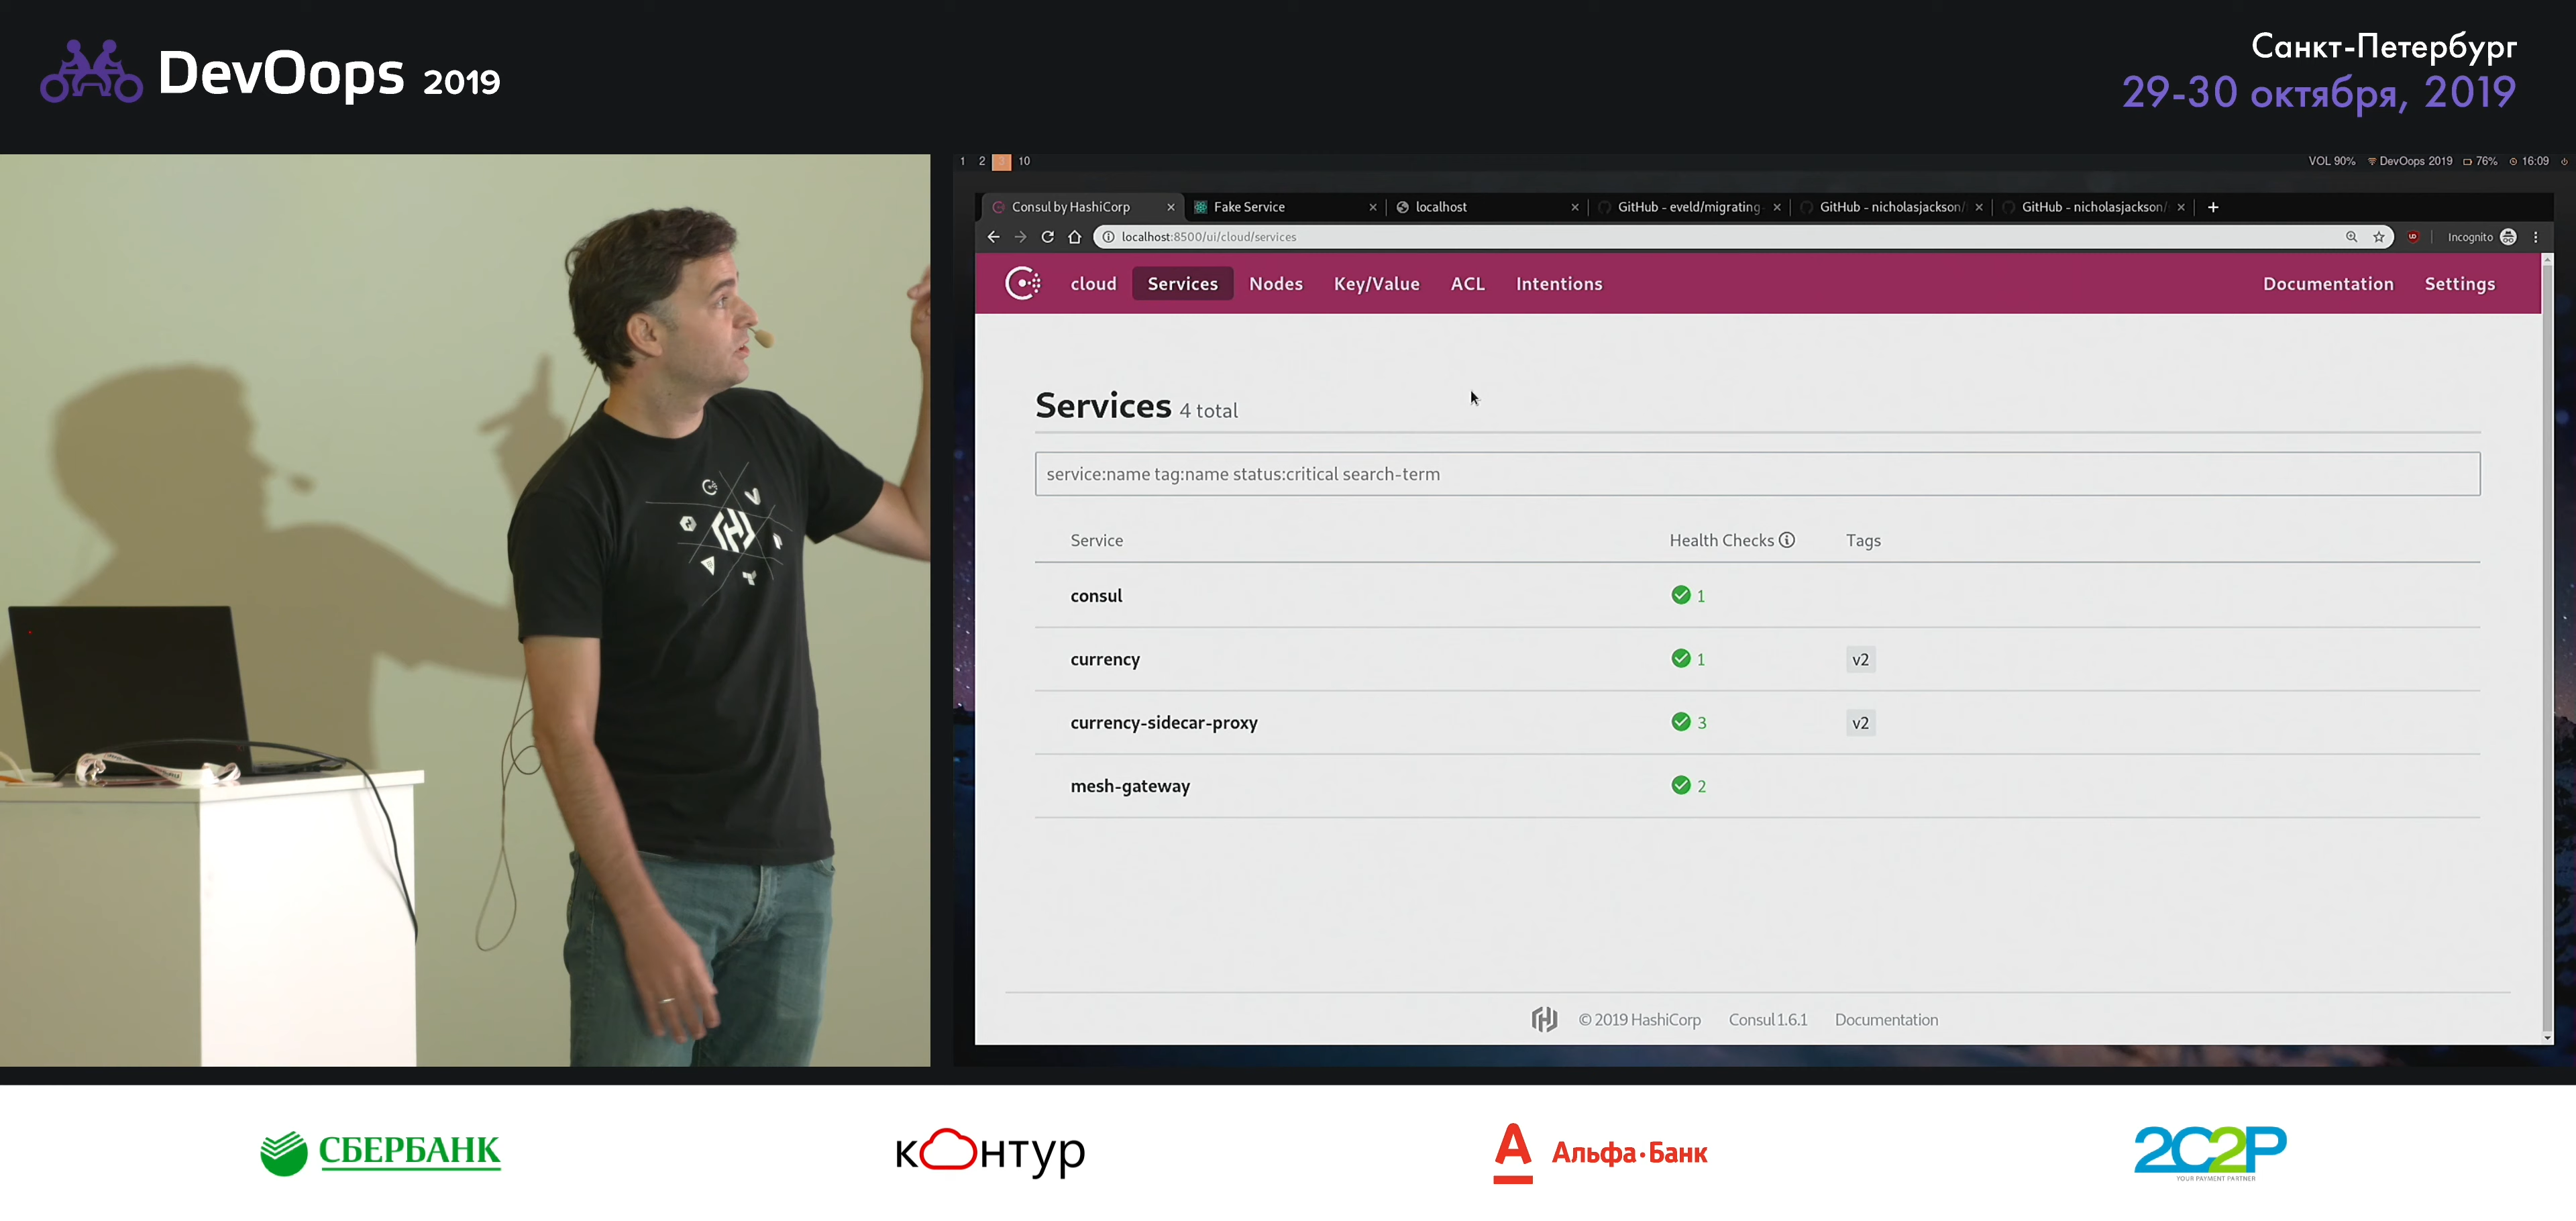 DevOops 2019
Санкт-Петербург
29-30 октября, 2019
1 2 3 10
VOL 90% DevOops 2019 76% 16:09
Consul by HashiCorp
Fake Service
localhost
GitHub - eveld/migrating-
GitHub - nicholasjackson/
GitHub - nicholasjackson/
localhost:8500/ui/cloud/services
Incognito
cloud Services Nodes Key/Value ACL Intentions
Documentation Settings
Services 4 total
service:name tag:name status:critical search-term
Service Health Checks Tags
consul 1
currency 1 v2
currency-sidecar-proxy 3 v2
mesh-gateway 2
© 2019 HashiCorp Consul 1.6.1 Documentation
СБЕРБАНК
контур
Альфа·Банк
2C2P
YOUR PAYMENT PARTNER